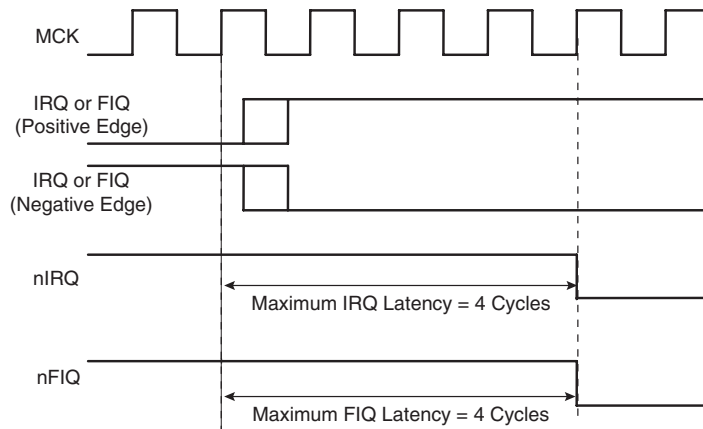 MCK
IRQ or FIQ
(Positive Edge)
IRQ or FIQ
(Negative Edge)
nIRQ
Maximum IRQ Latency = 4 Cycles
nFIQ
Maximum FIQ Latency = 4 Cycles